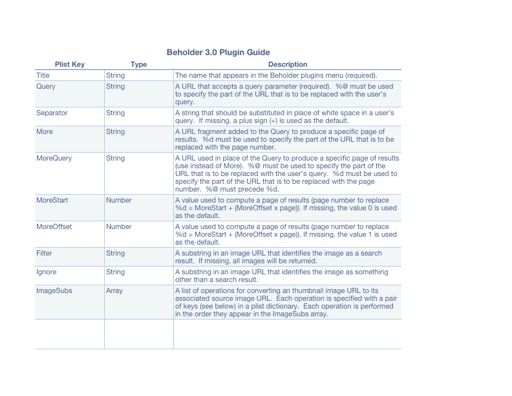 Beholder 3.0 Plugin Guide
Plist Key Type Description
Title String The name that appears in the Beholder plugins menu (required).
Query String A URL that accepts a query parameter (required). %@ must be used
to specify the part of the URL that is to be replaced with the user's
query.
Separator String A string that should be substituted in place of white space in a user's
query. If missing, a plus sign (+) is used as the default.
More String A URL fragment added to the Query to produce a specific page of
results. %d must be used to specify the part of the URL that is to be
replaced with the page number.
MoreQuery String A URL used in place of the Query to produce a specific page of results
(use instead of More). %@ must be used to specify the part of the
URL that is to be replaced with the user's query. %d must be used to
specify the part of the URL that is to be replaced with the page
number. %@ must precede %d.
MoreStart Number A value used to compute a page of results (page number to replace
%d = MoreStart + (MoreOffset x page)). If missing, the value 0 is used
as the default.
MoreOffset Number A value used to compute a page of results (page number to replace
%d = MoreStart + (MoreOffset x page)). If missing, the value 1 is used
as the default.
Filter String A substring in an image URL that identifies the image as a search
result. If missing, all images will be returned.
Ignore String A substring in an image URL that identifies the image as something
other than a search result.
ImageSubs Array A list of operations for converting an thumbnail image URL to its
associated source image URL. Each operation is specified with a pair
of keys (see below) in a plist dictionary. Each operation is performed
in the order they appear in the ImageSubs array.